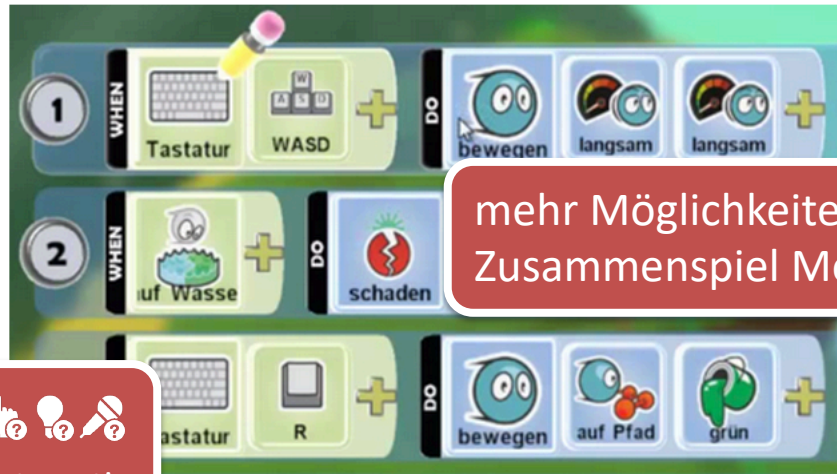 1 WHEN Tastatur WASD DO bewegen langsam langsam
W
A S D
mehr Möglichkeite
Zusammenspiel
2 WHEN uf Wasse DO schaden
? ? ?
astatur R DO bewegen auf Pfad grün